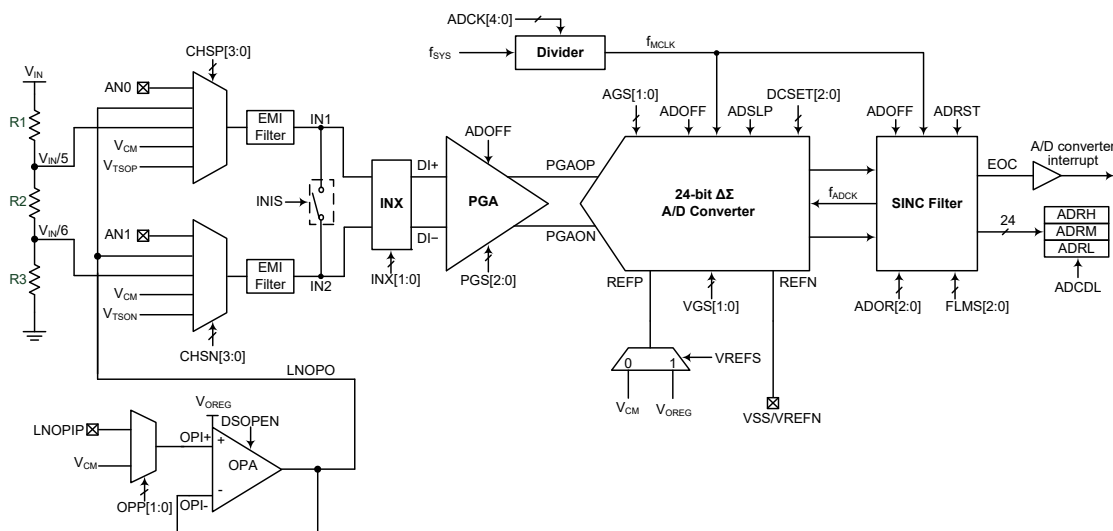 ADCK[4:0]
fSYS
Divider
fMCLK
CHSP[3:0]
VIN
AN0
R1
VIN/5
VCM
VTSOP
EMI
Filter
IN1
AGS[1:0]
ADOFF
ADSLP
DCSET[2:0]
ADOFF
ADRST
ADOFF
A/D converter
interrupt
EOC
DI+
PGAOP
R2
INIS
INX
PGA
24-bit ΔΣ
A/D Converter
fADCK
SINC Filter
24
ADRH
ADRM
ADRL
VIN/6
AN1
DI−
PGAON
R3
EMI
Filter
IN2
INX[1:0]
PGS[2:0]
REFP
VGS[1:0]
REFN
ADOR[2:0]
FLMS[2:0]
ADCDL
VCM
VTSON
CHSN[3:0]
LNOPO
0
1
VREFS
VCM
VOREG
VSS/VREFN
VOREG
DSOPEN
LNOPIP
OPI+
+
OPA
VCM
-
OPP[1:0]
OPI-